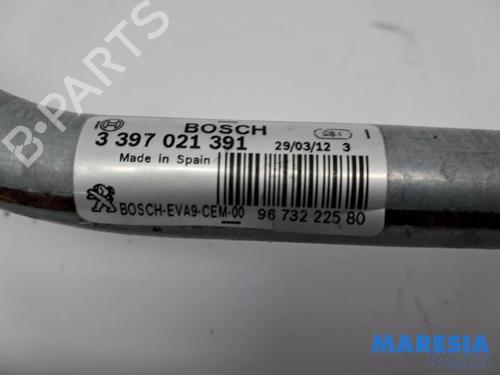 BOSCH
3 397 021 391
29/03/12 3
Made in Spain
BOSCH-EVA9-CEM-00
96 732 225 80
MARESIA
PARTS